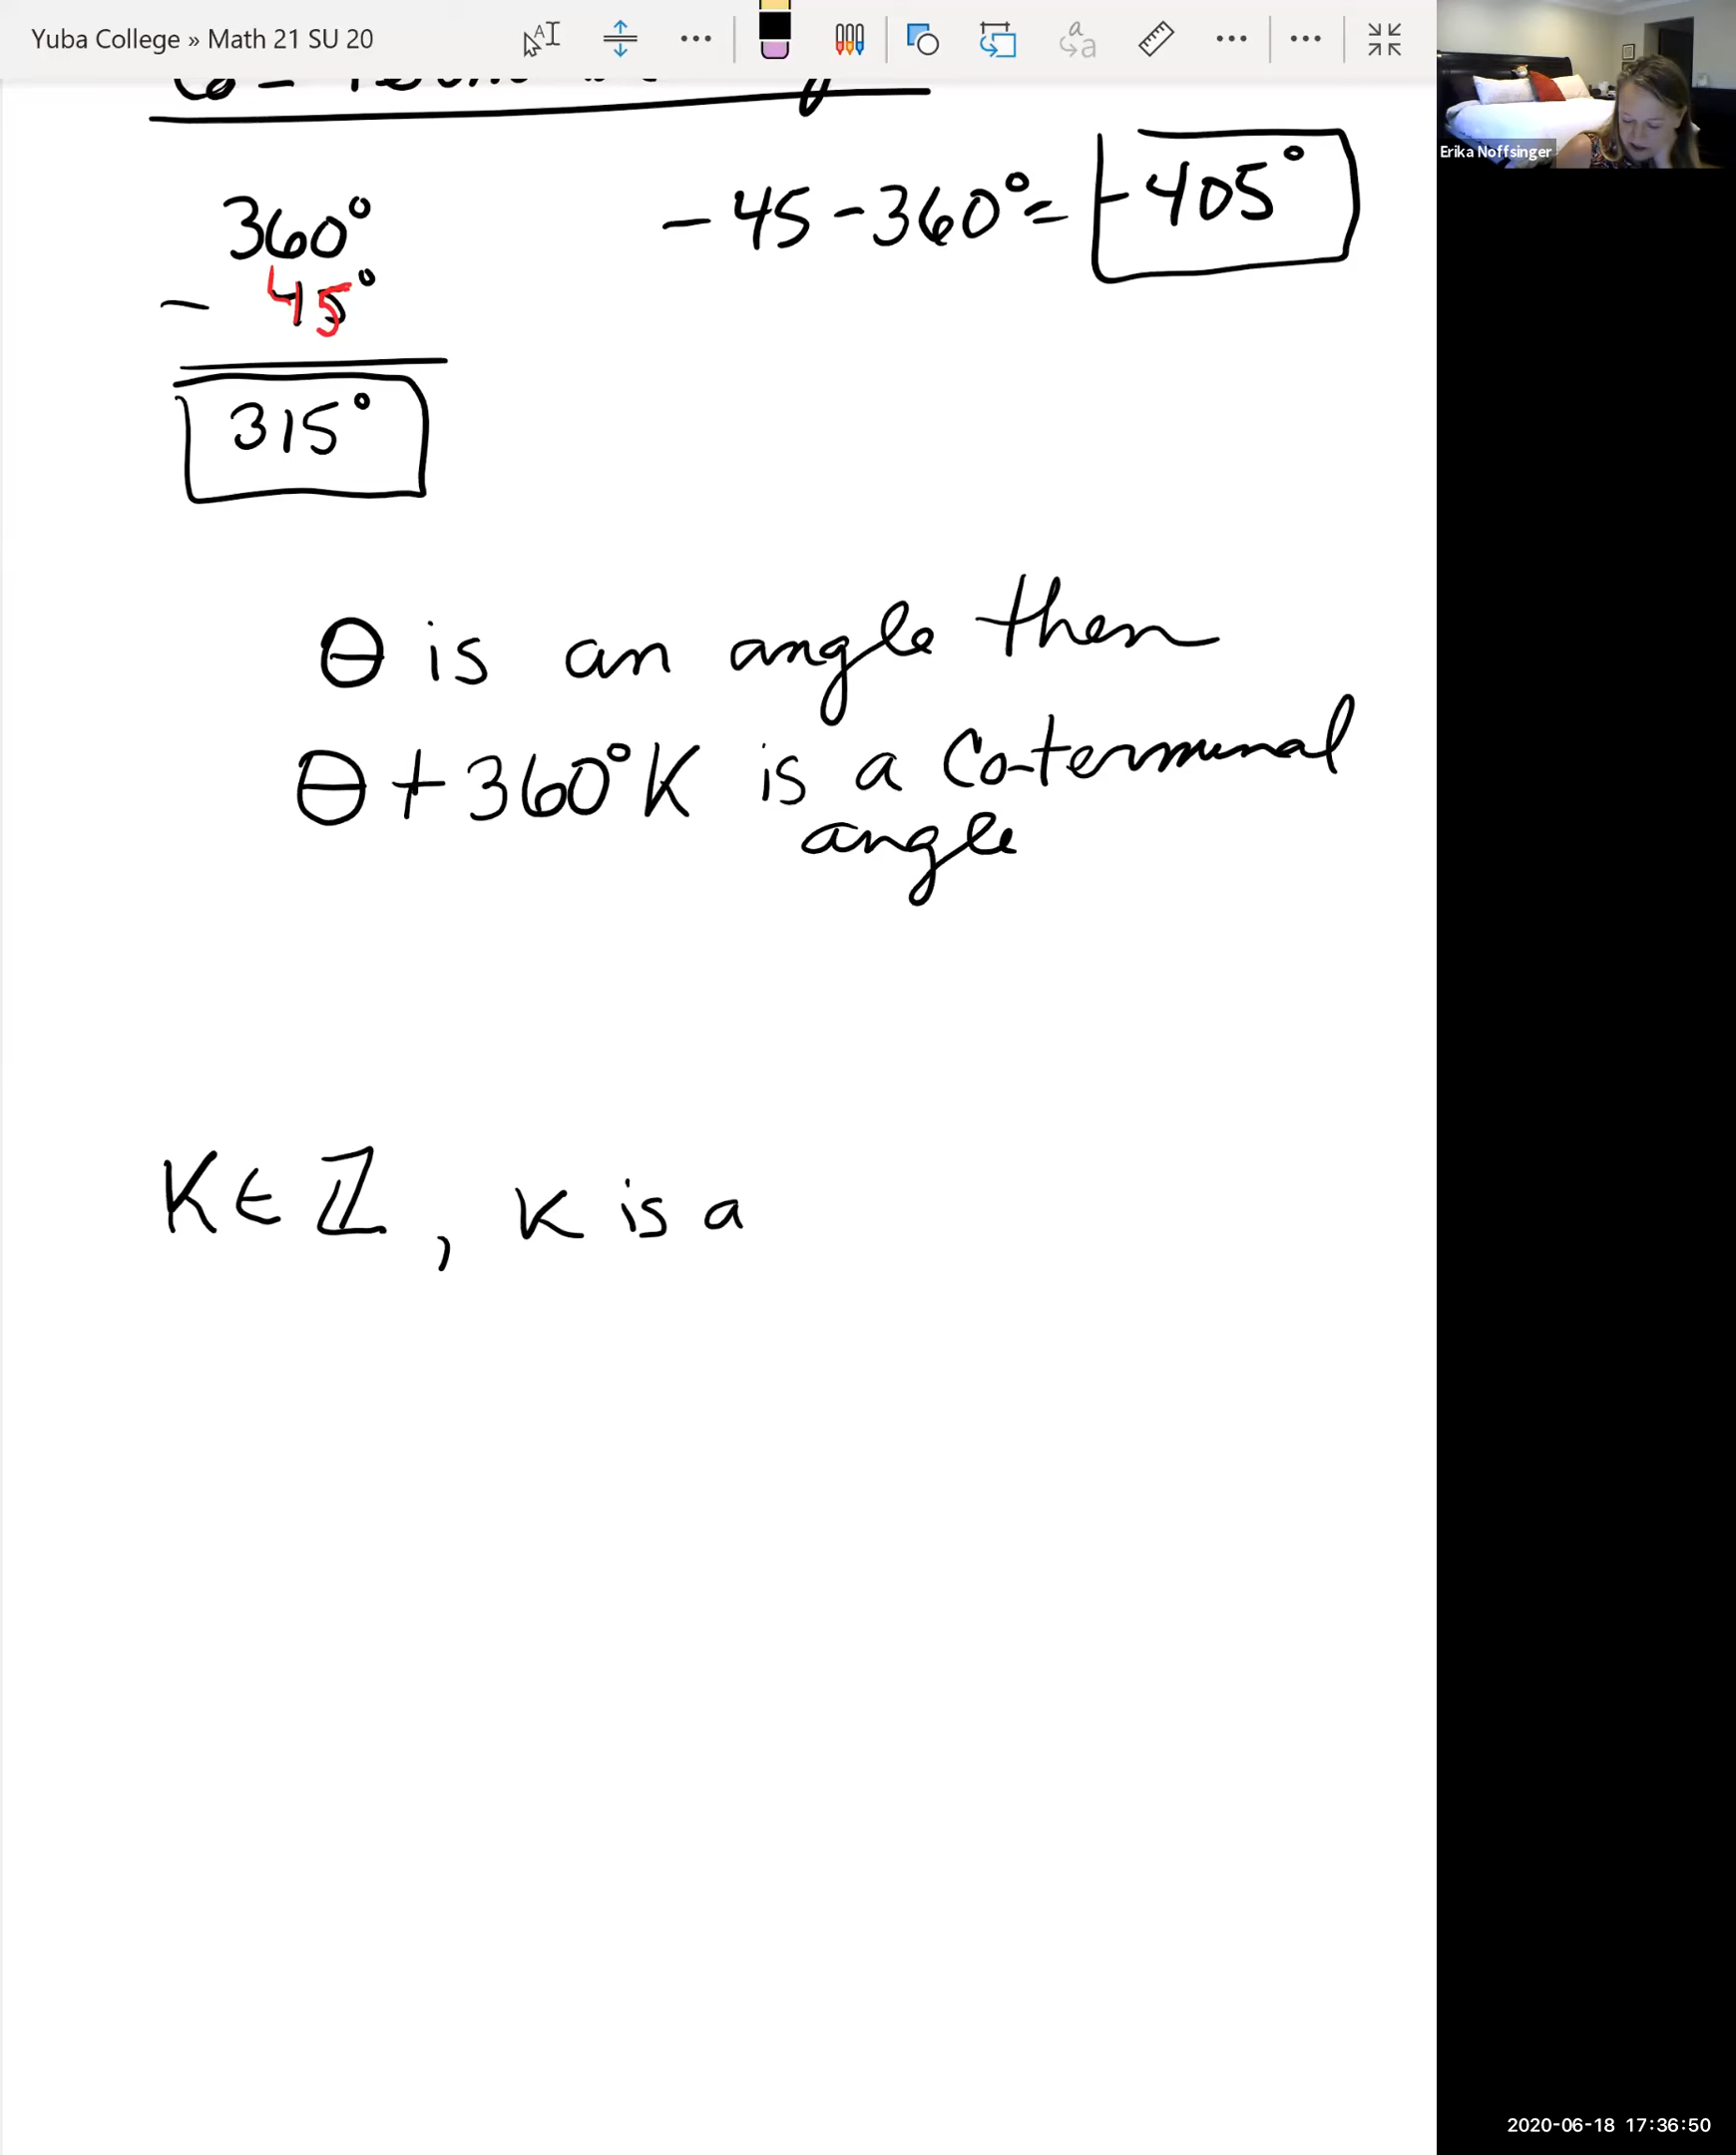 Yuba College » Math 21 SU 20
Erika Noffsinger
360°
- 45°
315°
-45-360°= -405°
θ is an angle then
θ+360°K is a Co-terminal
angle
K∈ℤ, K is a
2020-06-18 17:36:50